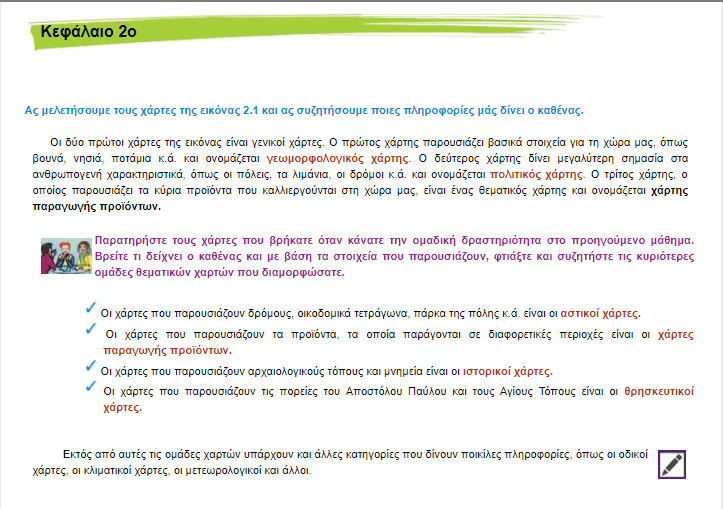 Κεφάλαιο 2ο
Ας μελετήσουμε τους χάρτες της εικόνας 2.1 και ας συζητήσουμε ποιες πληροφορίες μάς δίνει ο καθένας.
Οι δύο πρώτοι χάρτες της εικόνας είναι γενικοί χάρτες. Ο πρώτος χάρτης παρουσιάζει βασικά στοιχεία για τη χώρα μας, όπως
βουνά, νησιά, ποτάμια κ.ά. και ονομάζεται γεωμορφολογικός χάρτης. Ο δεύτερος χάρτης δίνει μεγαλύτερη σημασία στα
ανθρωπογενή χαρακτηριστικά, όπως οι πόλεις, τα λιμάνια, οι δρόμοι κ.ά. και ονομάζεται πολιτικός χάρτης. Ο τρίτος χάρτης, ο
οποίος παρουσιάζει τα κύρια προϊόντα που καλλιεργούνται στη χώρα μας, είναι ένας θεματικός χάρτης και ονομάζεται χάρτης
παραγωγής προϊόντων.
Παρατηρήστε τους χάρτες που βρήκατε όταν κάνατε την ομαδική δραστηριότητα στο προηγούμενο μάθημα.
Βρείτε τι δείχνει ο καθένας και με βάση τα στοιχεία που παρουσιάζουν, φτιάξτε και συζητήστε τις κυριότερες
ομάδες θεματικών χαρτών που διαμορφώσατε.
Οι χάρτες που παρουσιάζουν δρόμους, οικοδομικά τετράγωνα, πάρκα της πόλης κ.ά. είναι οι αστικοί χάρτες.
Οι χάρτες που παρουσιάζουν τα προϊόντα, τα οποία παράγονται σε διαφορετικές περιοχές είναι οι χάρτες
παραγωγής προϊόντων.
Οι χάρτες που παρουσιάζουν αρχαιολογικούς τόπους και μνημεία είναι οι ιστορικοί χάρτες.
Οι χάρτες που παρουσιάζουν τις πορείες του Αποστόλου Παύλου και τους Αγίους Τόπους είναι οι θρησκευτικοί
χάρτες.
Εκτός από αυτές τις ομάδες χαρτών υπάρχουν και άλλες κατηγορίες που δίνουν ποικίλες πληροφορίες, όπως οι οδικοί
χάρτες, οι κλιματικοί χάρτες, οι μετεωρολογικοί και άλλοι.